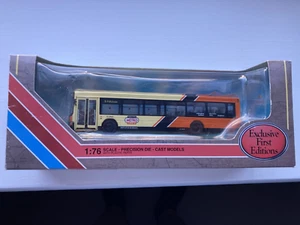 Exclusive
First
Editions
1:76 SCALE - PRECISION DIE - CAST MODELS